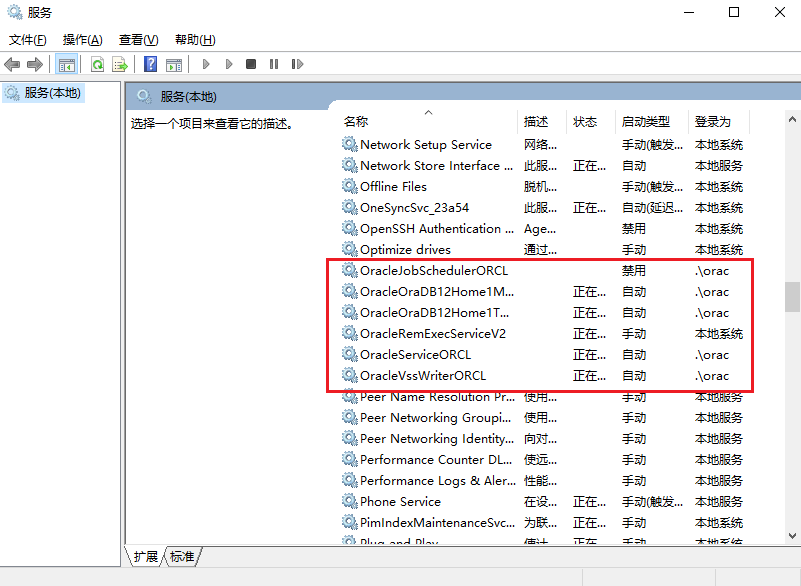 服务
文件(F) 操作(A) 查看(V) 帮助(H)
服务(本地)
服务(本地)
选择一个项目来查看它的描述。
名称 描述 状态 启动类型 登录为
Network Setup Service 网络... 手动(触发... 本地系统
Network Store Interface ... 此服... 正在... 自动 本地服务
Offline Files 脱机... 手动(触发... 本地系统
OneSyncSvc_23a54 此服... 正在... 自动(延迟... 本地系统
OpenSSH Authentication ... Age... 禁用 本地系统
Optimize drives 通过... 手动 本地系统
OracleJobSchedulerORCL 禁用 .\orac
OracleOraDB12Home1M... 正在... 自动 .\orac
OracleOraDB12Home1T... 正在... 自动 .\orac
OracleRemExecServiceV2 正在... 手动 本地系统
OracleServiceORCL 正在... 自动 .\orac
OracleVssWriterORCL 正在... 自动 .\orac
Peer Name Resolution Pr... 使用... 手动 本地服务
Peer Networking Groupi... 使用... 手动 本地服务
Peer Networking Identity... 向对... 手动 本地服务
Performance Counter DL... 使远... 手动 本地服务
Performance Logs & Aler... 性能... 手动 本地服务
Phone Service 在设... 正在... 手动(触发... 本地服务
PimIndexMaintenanceSvc... 为联... 正在... 手动 本地系统
Plug and Play 使计... 正在... 手动 本地系统
扩展 标准